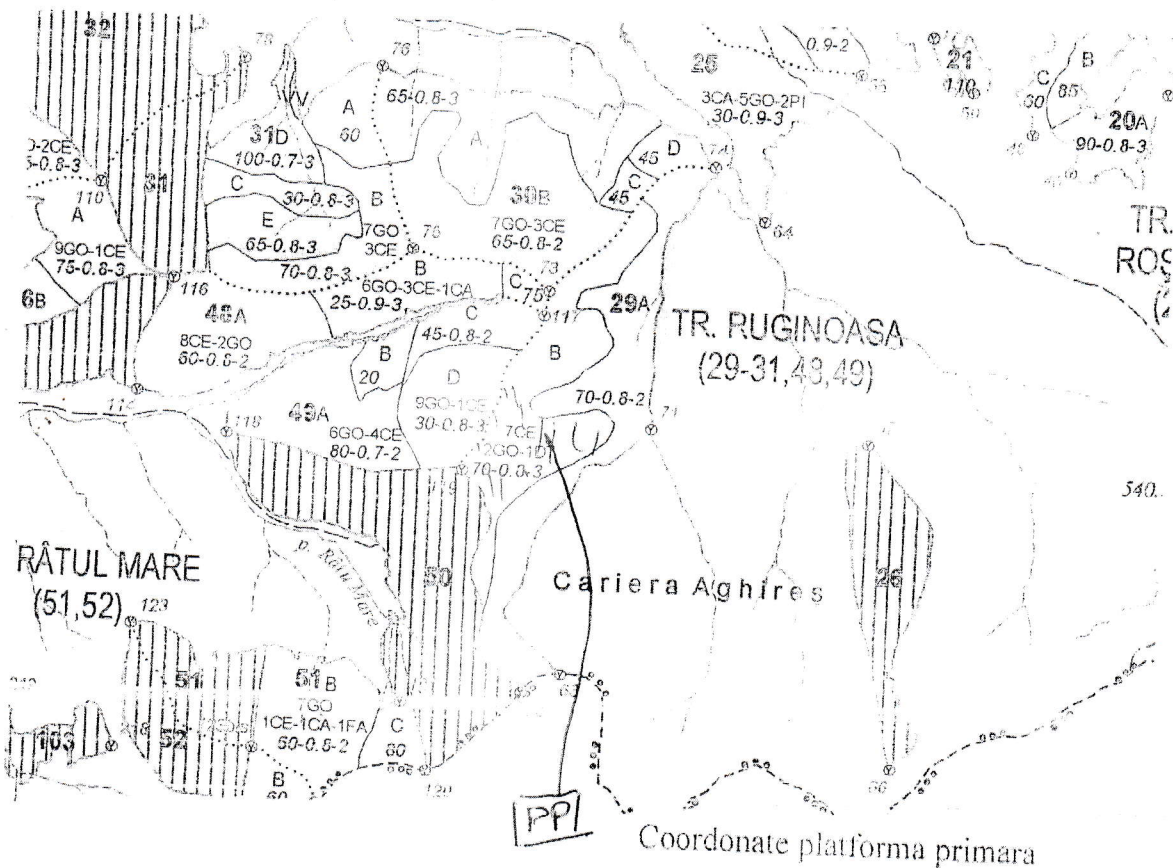 32
78
76
65-0.8-3
A
60
0.9-2
25
3CA-5GO-2PI
30-0.9-3
21
110
C
60
B
85
20A
90-0.8-3
31D
100-0.7-3
A
45
D
74
C
45
110
31
C
30-0.8-3
B
30B
7GO-3CE
65-0.8-2
64
A
9GO-1CE
75-0.8-3
E
65-0.8-3
7GO
3CE
TR.
116
70-0.8-3
B
6GO-3CE-1CA
25-0.9-3
C
75
73
117
29A
6B
48A
8CE-2GO
60-0.8-2
C
45-0.8-2
B
TR. RUGINOASA
(29-31,48,49)
B
20
D
9GO-1CE
30-0.8-3
70-0.8-2
71
118
49A
6GO-4CE
80-0.7-2
7CE
12GO-1DT
70-0.8-3
540
RÂTUL MARE
(51,52)
p. Râtu Mare
50
Cariera Aghires
26
123
51
51B
7GO
1CE-1CA-1FA
60-0.8-2
C
60
103
52
B
60
120
PP
Coordonate platforma primara